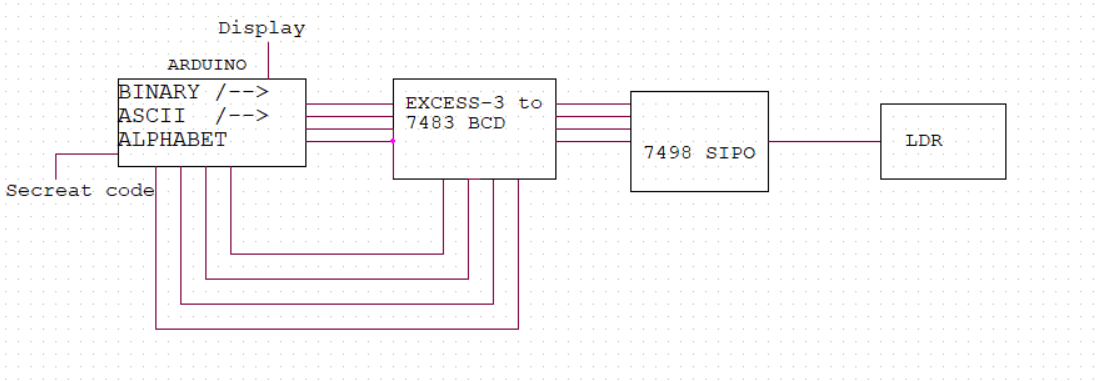 Display
ARDUINO
BINARY /-->
ASCII /-->
ALPHABET
Secreat code
EXCESS-3 to
7483 BCD
7498 SIPO
LDR